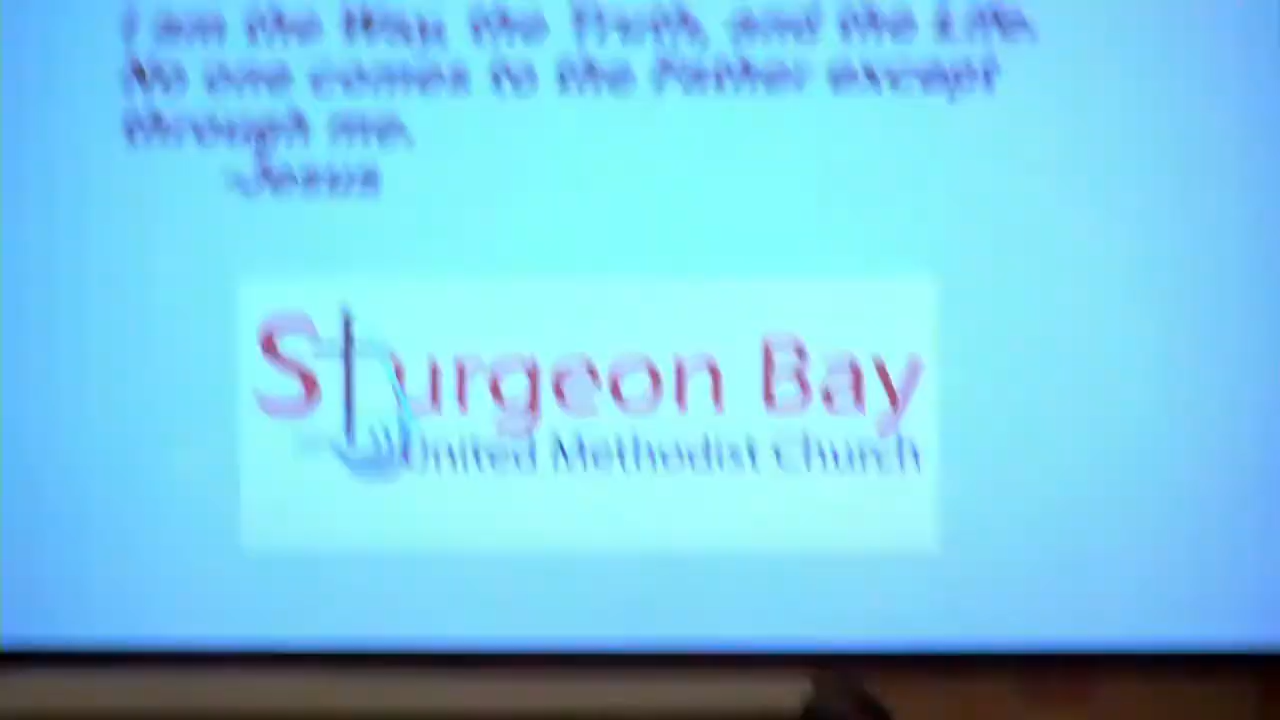 I am the Way, the Truth, and the Life.
No one comes to the Father except
through me.
-Jesus
Sturgeon Bay
United Methodist Church